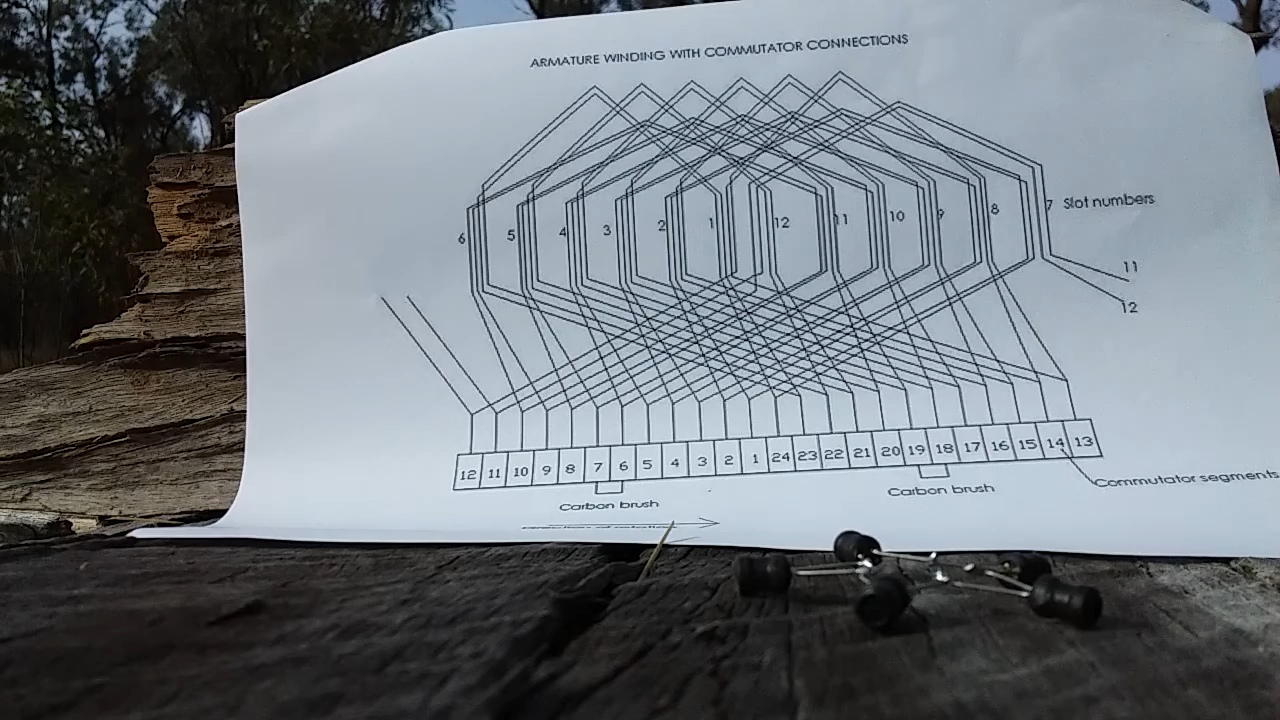 ARMATURE WINDING WITH COMMUTATOR CONNECTIONS
6 5 4 3 2 1 12 11 10 9 8 7 Slot numbers
11
12
12 11 10 9 8 7 6 5 4 3 2 1 24 23 22 21 20 19 18 17 16 15 14 13
Commutator segments
Carbon brush Carbon brush